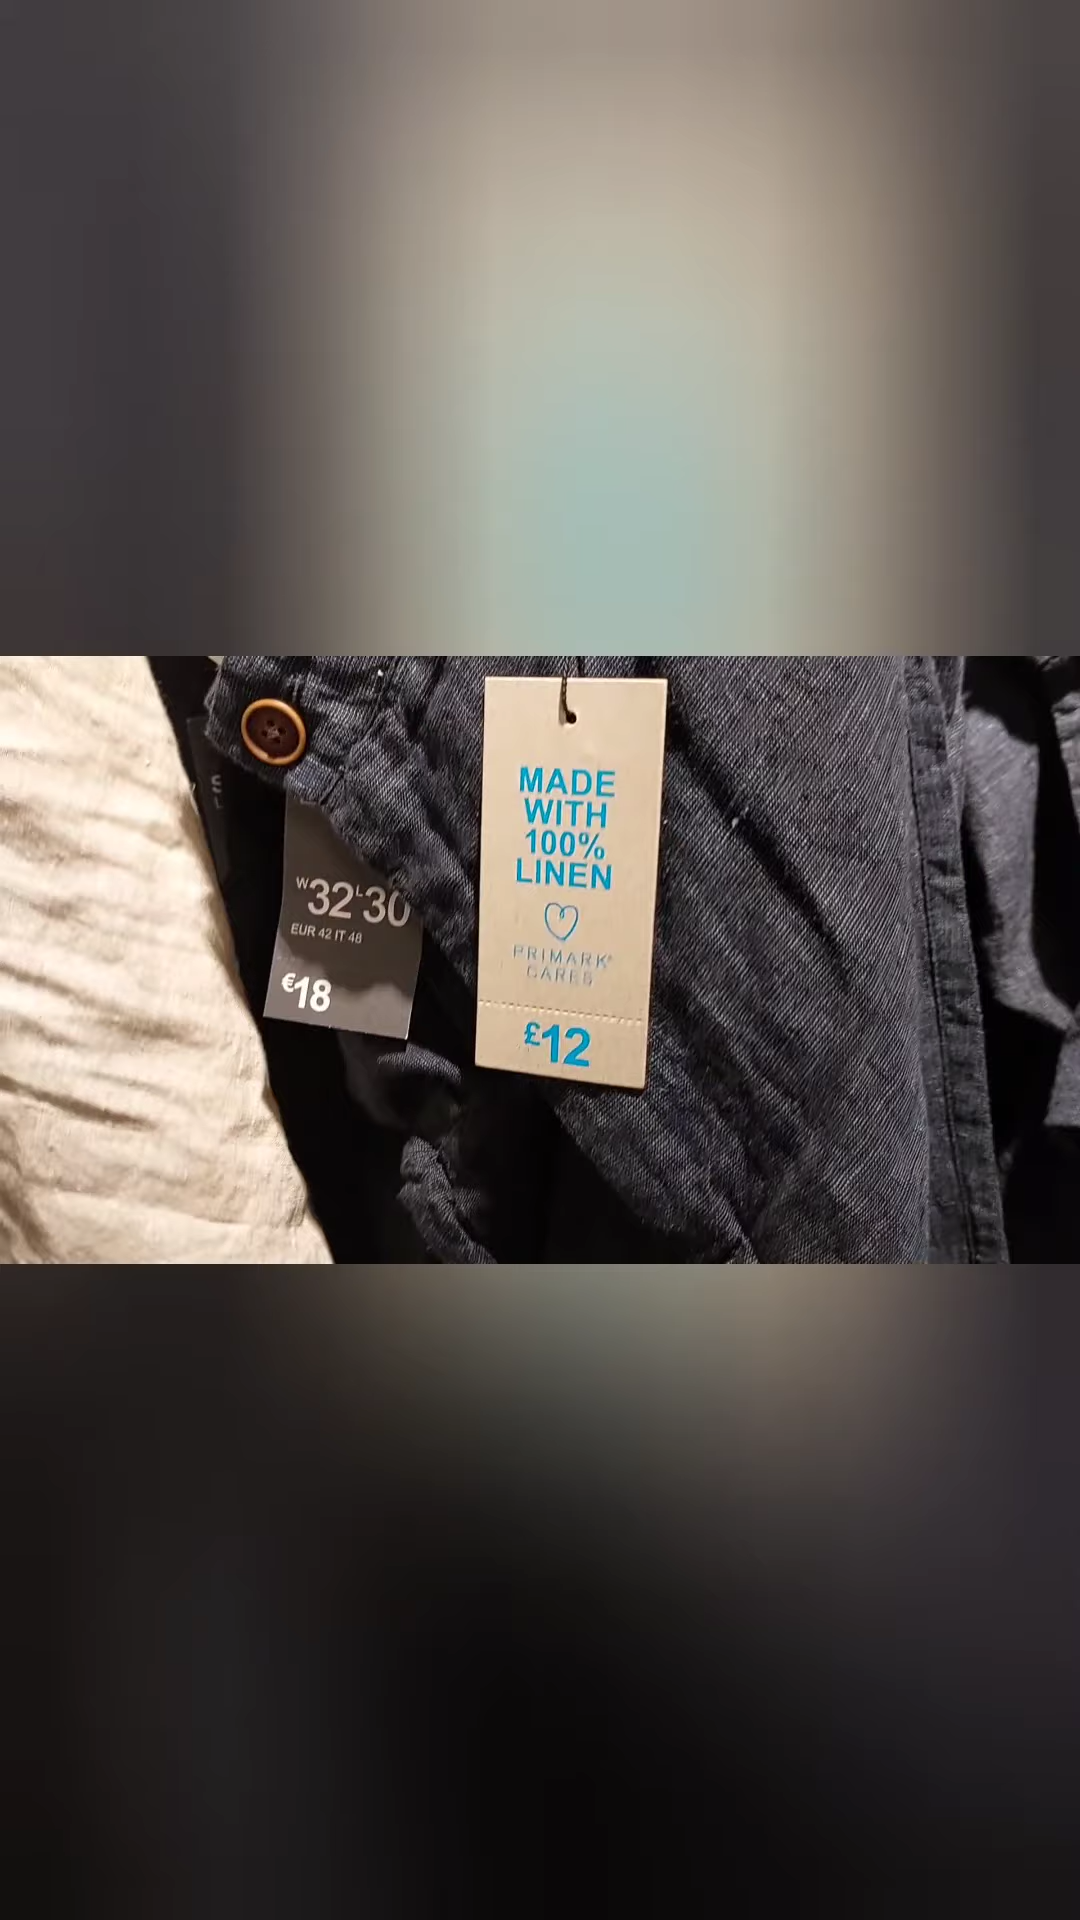 W32 L30
EUR 42 IT 48
€18
MADE
WITH
100%
LINEN
PRIMARK®
CARES
£12